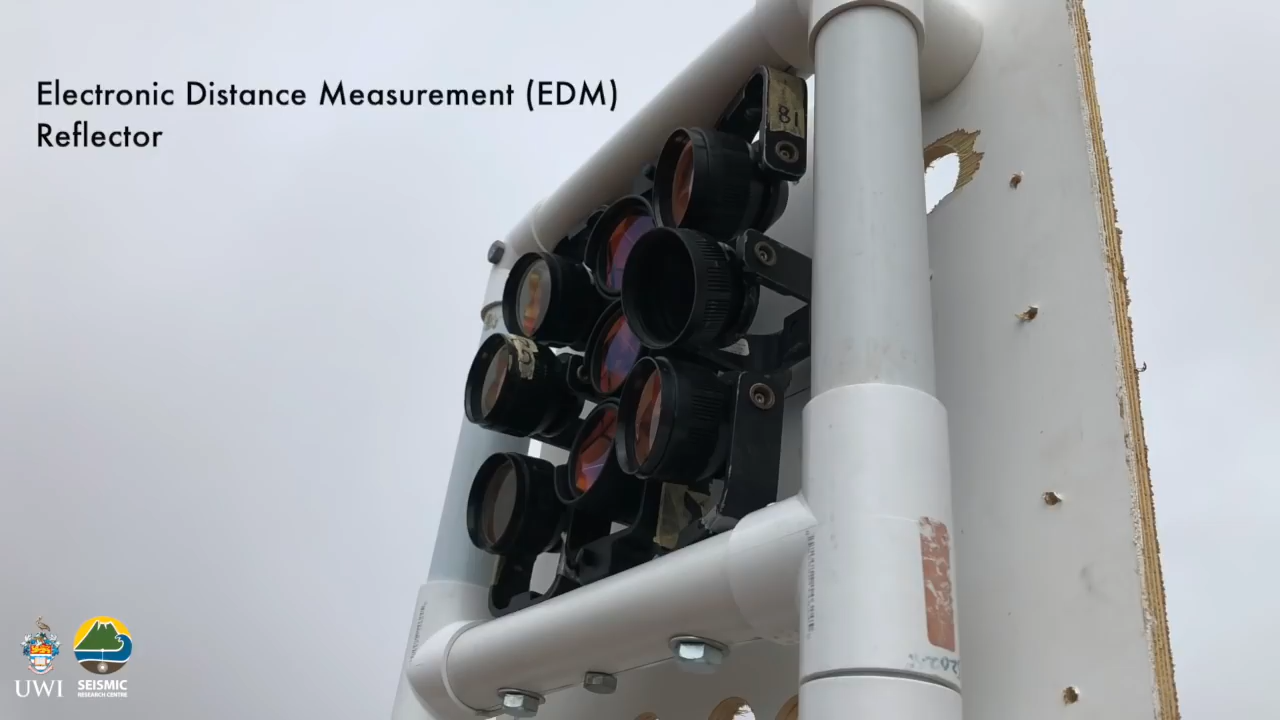 Electronic Distance Measurement (EDM)
Reflector
81
UWI
SEISMIC
RESEARCH CENTRE